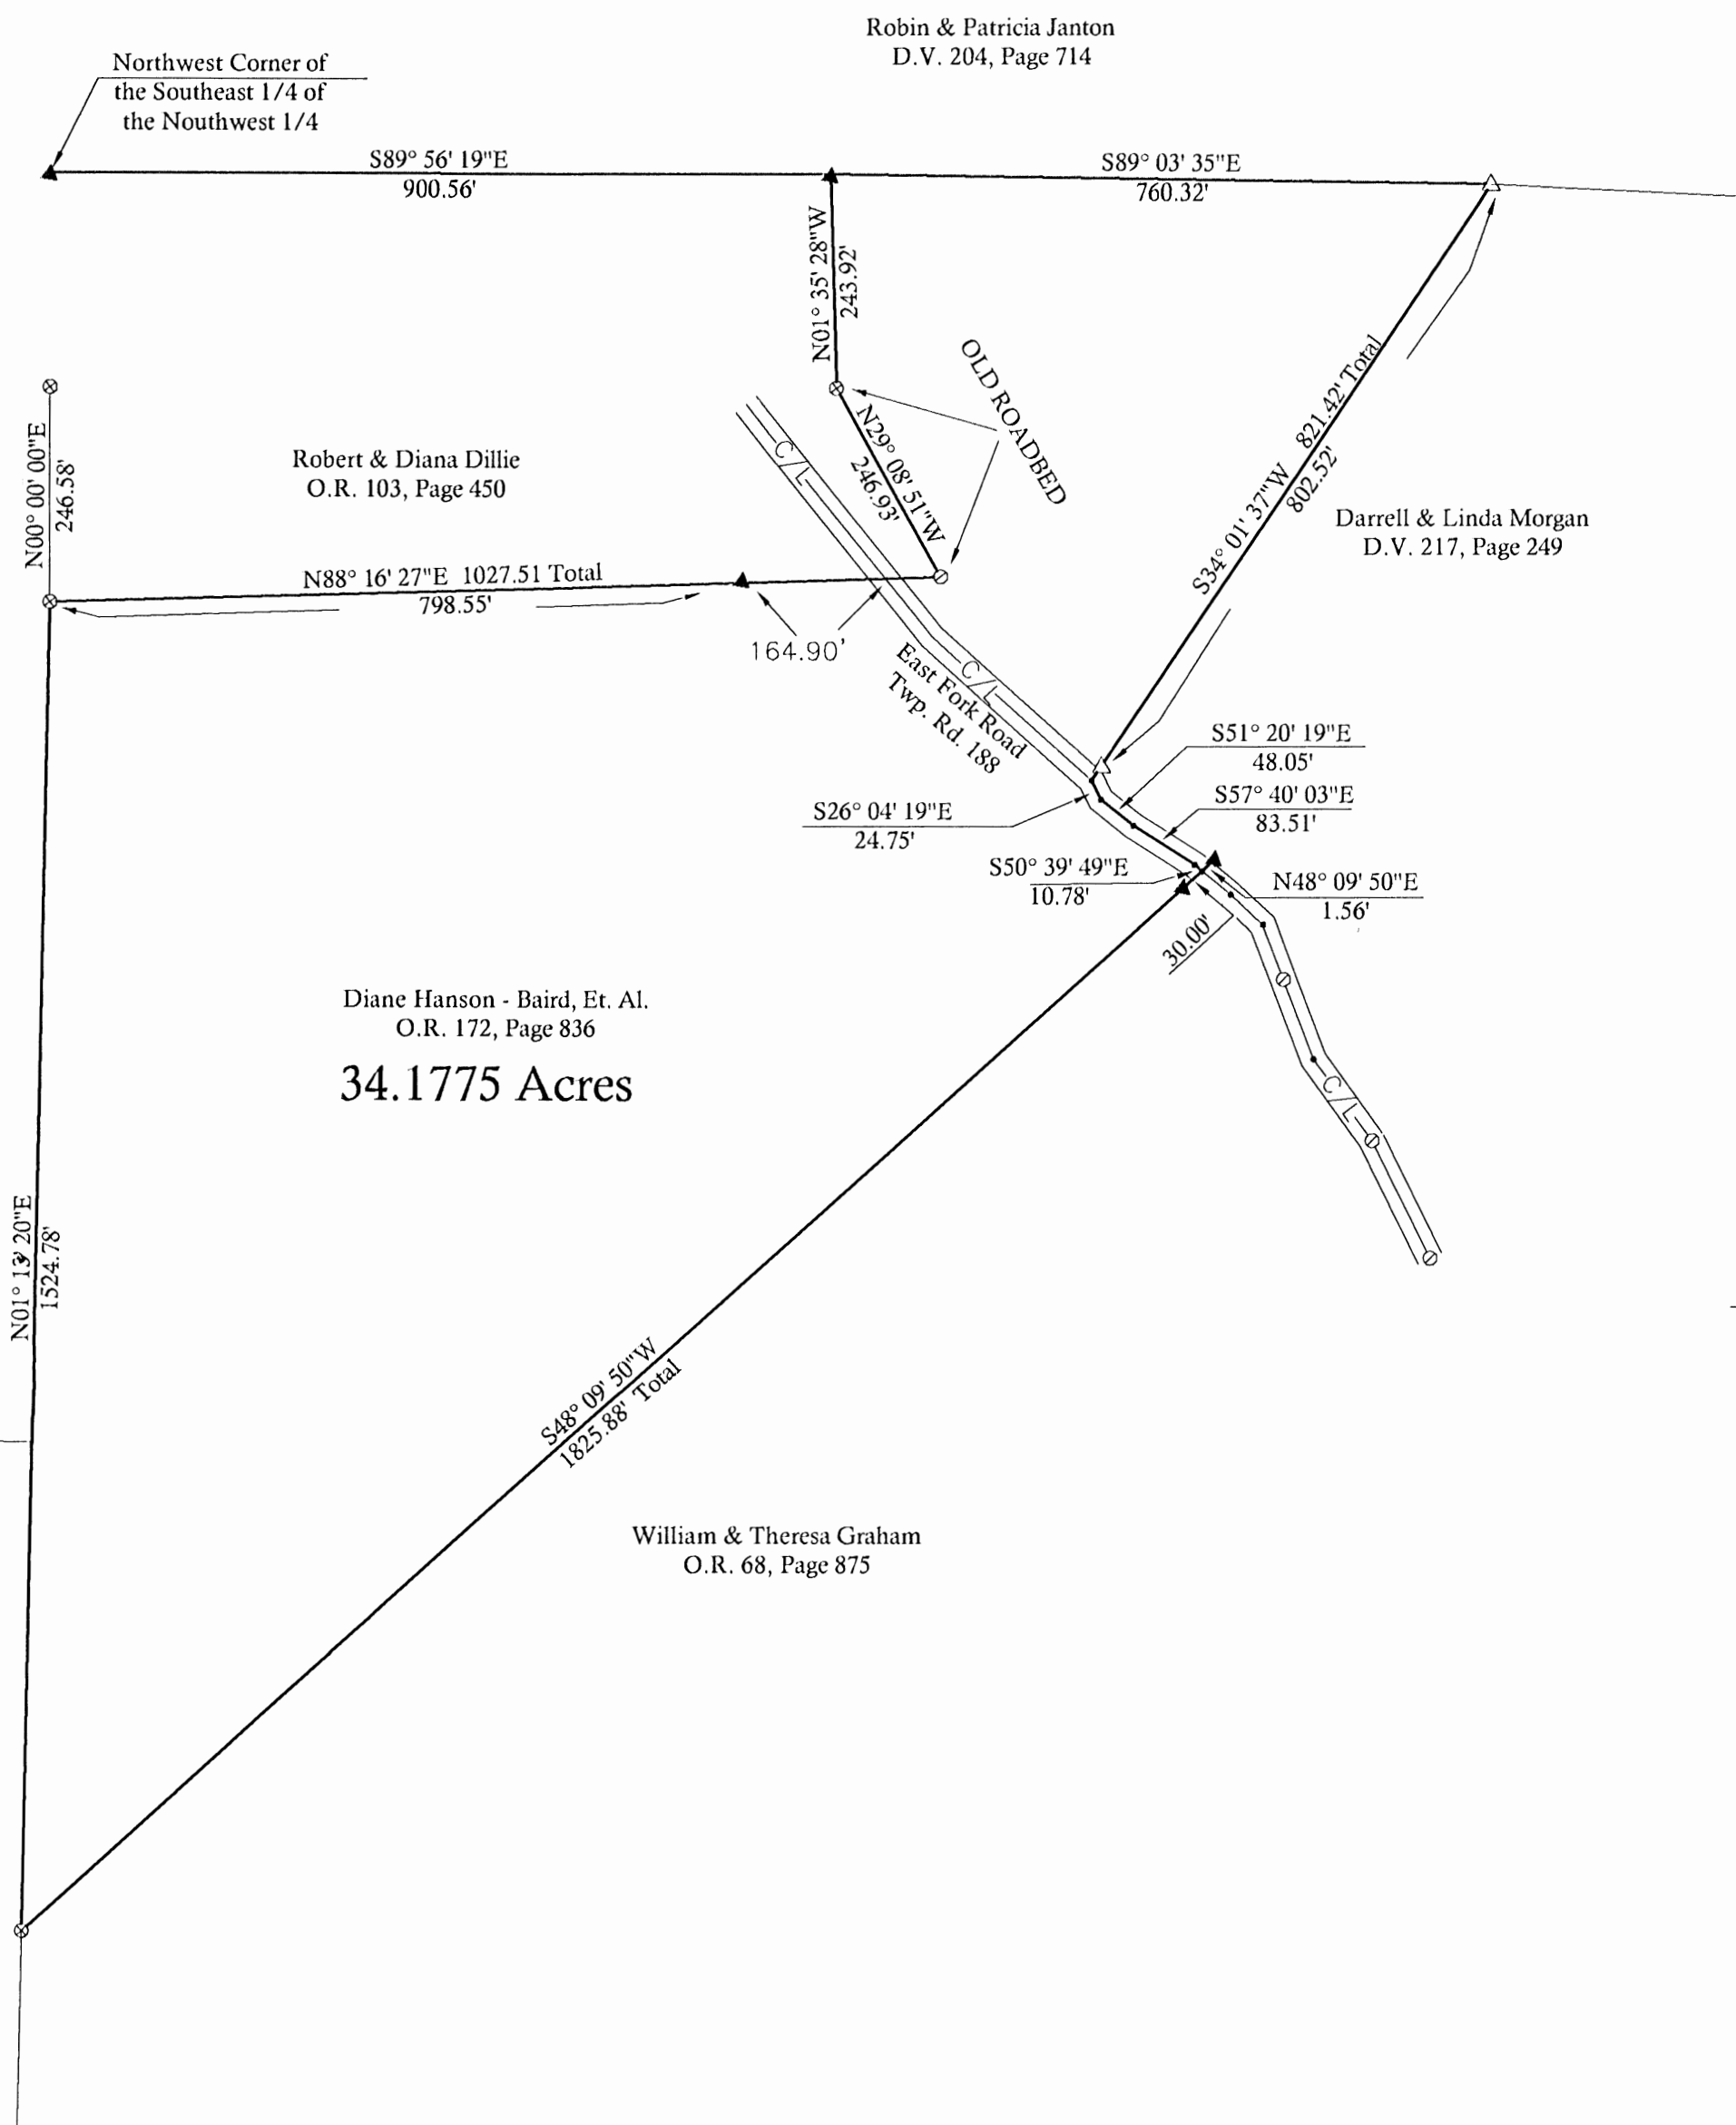 Robin & Patricia Janton
D.V. 204, Page 714
Northwest Corner of
the Southeast 1/4 of
the Nouthwest 1/4
S89° 56' 19"E
900.56'
S89° 03' 35"E
760.32'
N01° 35' 28"W
243.92'
OLD ROADBED
N29° 08' 51"W
246.93'
C/L
S34° 01' 37"W 821.42' Total
802.52'
N00° 00' 00"E
246.58'
Robert & Diana Dillie
O.R. 103, Page 450
Darrell & Linda Morgan
D.V. 217, Page 249
N88° 16' 27"E 1027.51 Total
798.55'
164.90'
C/L
East Fork Road
Twp. Rd. 188
S51° 20' 19"E
48.05'
S57° 40' 03"E
83.51'
S26° 04' 19"E
24.75'
S50° 39' 49"E
10.78'
N48° 09' 50"E
1.56'
30.00'
Diane Hanson - Baird, Et. Al.
O.R. 172, Page 836
34.1775 Acres
C/L
N01° 13' 20"E
1524.78'
S48° 09' 50"W
1825.88' Total
William & Theresa Graham
O.R. 68, Page 875